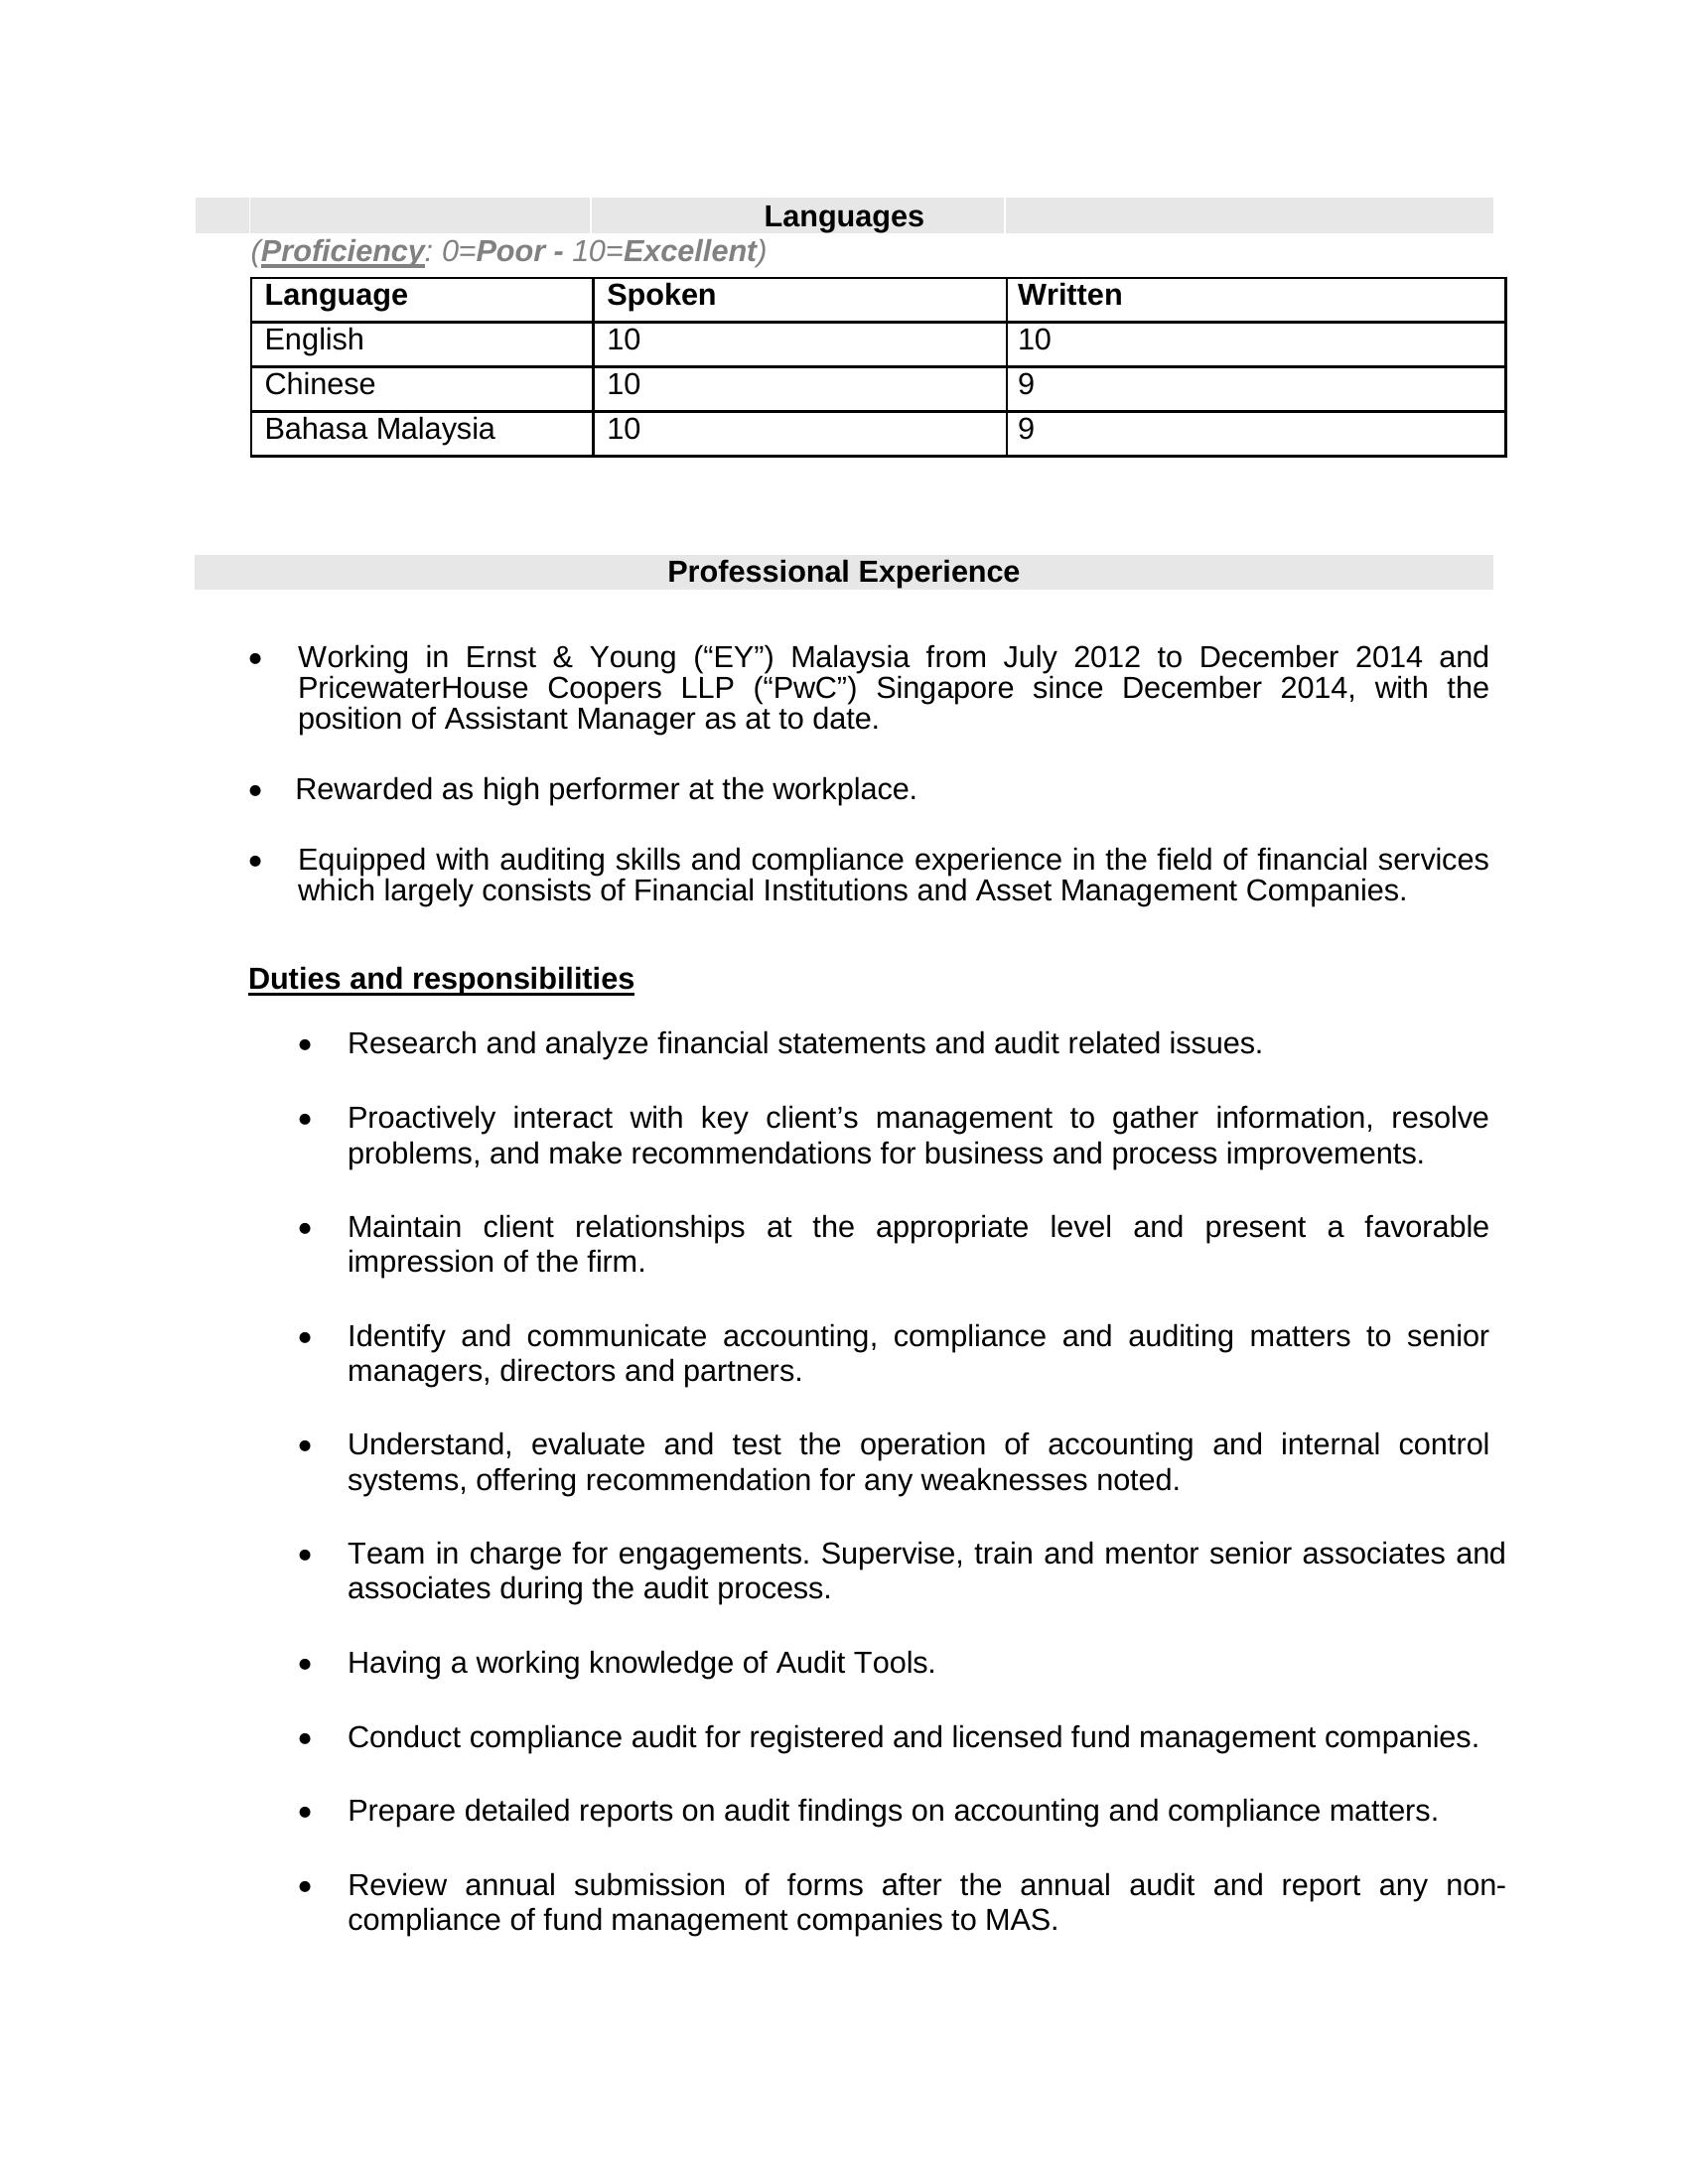 Languages
(Proficiency: 0=Poor - 10=Excellent)
Language Spoken Written
English 10 10
Chinese 10 9
Bahasa Malaysia 10 9
Professional Experience
• Working in Ernst & Young (“EY”) Malaysia from July 2012 to December 2014 and
PricewaterHouse Coopers LLP (“PwC”) Singapore since December 2014, with the
position of Assistant Manager as at to date.
• Rewarded as high performer at the workplace.
• Equipped with auditing skills and compliance experience in the field of financial services
which largely consists of Financial Institutions and Asset Management Companies.
Duties and responsibilities
• Research and analyze financial statements and audit related issues.
• Proactively interact with key client’s management to gather information, resolve
problems, and make recommendations for business and process improvements.
• Maintain client relationships at the appropriate level and present a favorable
impression of the firm.
• Identify and communicate accounting, compliance and auditing matters to senior
managers, directors and partners.
• Understand, evaluate and test the operation of accounting and internal control
systems, offering recommendation for any weaknesses noted.
• Team in charge for engagements. Supervise, train and mentor senior associates and
associates during the audit process.
• Having a working knowledge of Audit Tools.
• Conduct compliance audit for registered and licensed fund management companies.
• Prepare detailed reports on audit findings on accounting and compliance matters.
• Review annual submission of forms after the annual audit and report any non-
compliance of fund management companies to MAS.